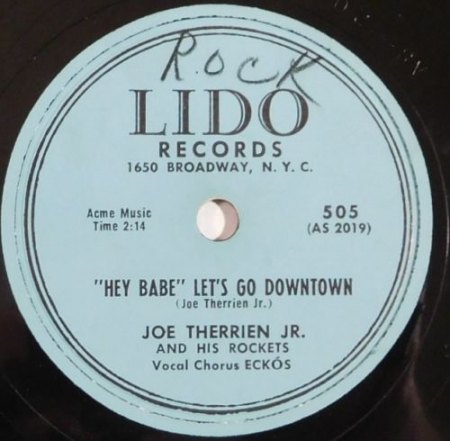 ROCK
LIDO
RECORDS
1650 BROADWAY, N. Y. C.
Acme Music
Time 2:14
505
(AS 2019)
"HEY BABE" LET'S GO DOWNTOWN
(Joe Therrien Jr.)
JOE THERRIEN JR.
AND HIS ROCKETS
Vocal Chorus ECKÓS